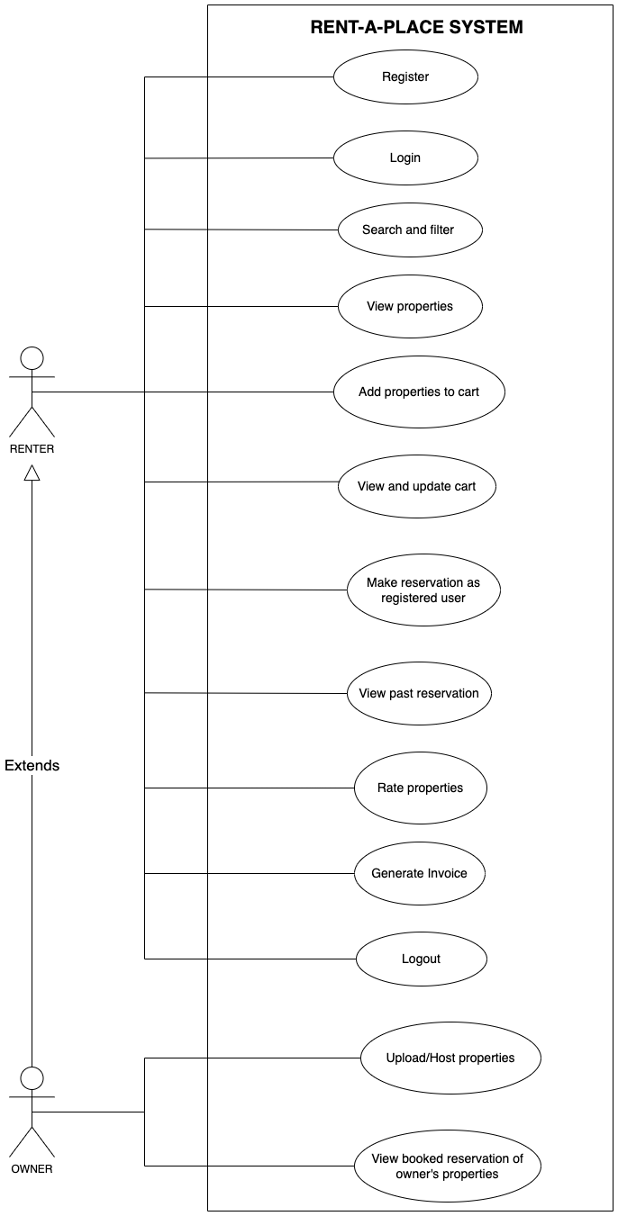 RENT-A-PLACE SYSTEM
Register
Login
Search and filter
View properties
Add properties to cart
RENTER
View and update cart
Make reservation as
registered user
View past reservation
Extends
Rate properties
Generate Invoice
Logout
Upload/Host properties
OWNER
View booked reservation of
owner's properties